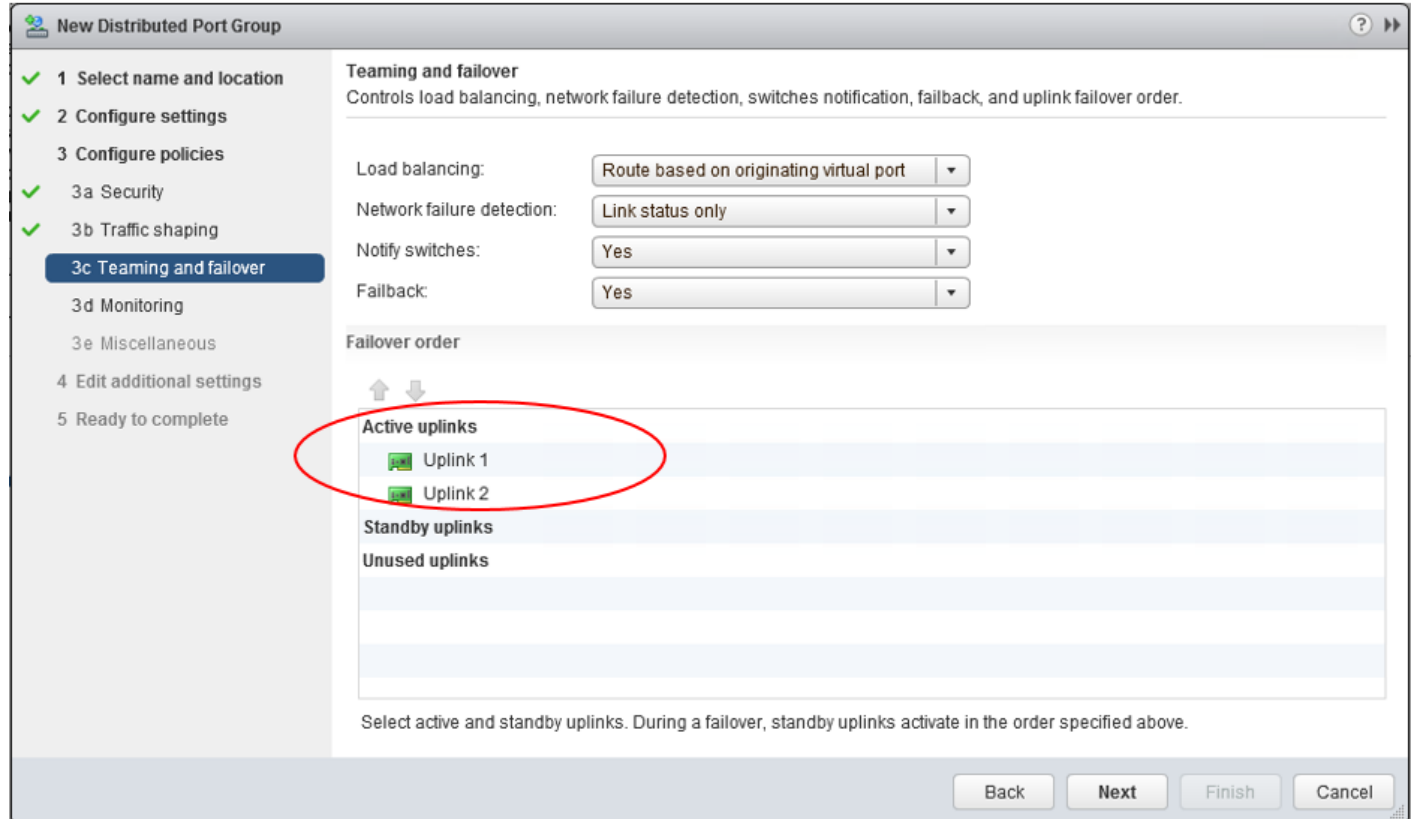 New Distributed Port Group
1 Select name and location
2 Configure settings
3 Configure policies
3a Security
3b Traffic shaping
3c Teaming and failover
3d Monitoring
3e Miscellaneous
4 Edit additional settings
5 Ready to complete
Teaming and failover
Controls load balancing, network failure detection, switches notification, failback, and uplink failover order.
Load balancing: Route based on originating virtual port
Network failure detection: Link status only
Notify switches: Yes
Failback: Yes
Failover order
Active uplinks
Uplink 1
Uplink 2
Standby uplinks
Unused uplinks
Select active and standby uplinks. During a failover, standby uplinks activate in the order specified above.
Back Next Finish Cancel